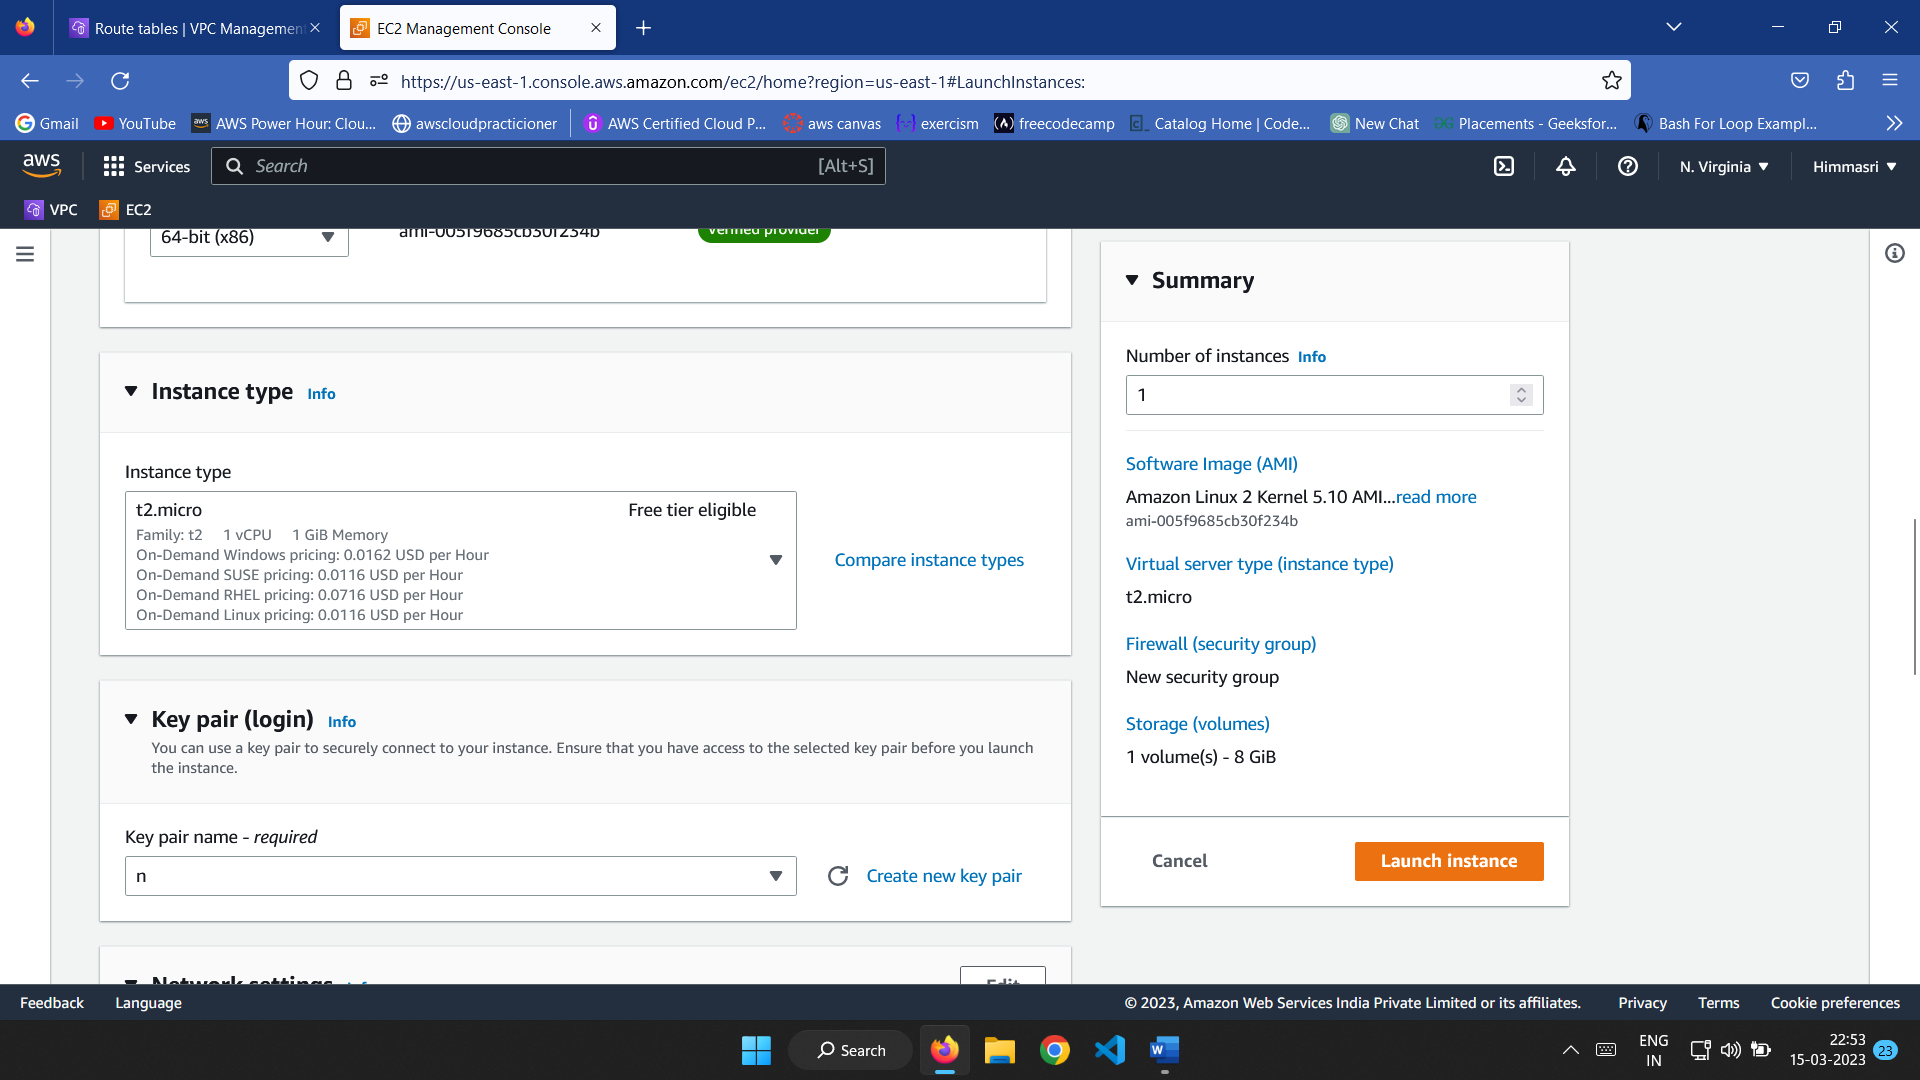 Route tables | VPC Managemen
EC2 Management Console
https://us-east-1.console.aws.amazon.com/ec2/home?region=us-east-1#LaunchInstances:
Gmail
YouTube
AWS Power Hour: Clou...
awscloudpracticioner
AWS Certified Cloud P...
aws canvas
exercism
freecodecamp
Catalog Home | Code...
New Chat
Placements - Geeksfor...
Bash For Loop Exampl...
aws
Services
Search
[Alt+S]
N. Virginia
Himmasri
VPC
EC2
64-bit (x86)
ami-005f9685cb30f234b
Verified provider
Instance type Info
Instance type
t2.micro
Free tier eligible
Family: t2 1 vCPU 1 GiB Memory
On-Demand Windows pricing: 0.0162 USD per Hour
On-Demand SUSE pricing: 0.0116 USD per Hour
On-Demand RHEL pricing: 0.0716 USD per Hour
On-Demand Linux pricing: 0.0116 USD per Hour
Compare instance types
Key pair (login) Info
You can use a key pair to securely connect to your instance. Ensure that you have access to the selected key pair before you launch
the instance.
Key pair name - required
n
Create new key pair
Network settings Info
Edit
Summary
Number of instances Info
1
Software Image (AMI)
Amazon Linux 2 Kernel 5.10 AMI...read more
ami-005f9685cb30f234b
Virtual server type (instance type)
t2.micro
Firewall (security group)
New security group
Storage (volumes)
1 volume(s) - 8 GiB
Cancel
Launch instance
Feedback
Language
© 2023, Amazon Web Services India Private Limited or its affiliates.
Privacy
Terms
Cookie preferences
Search
ENG
IN
22:53
15-03-2023
23